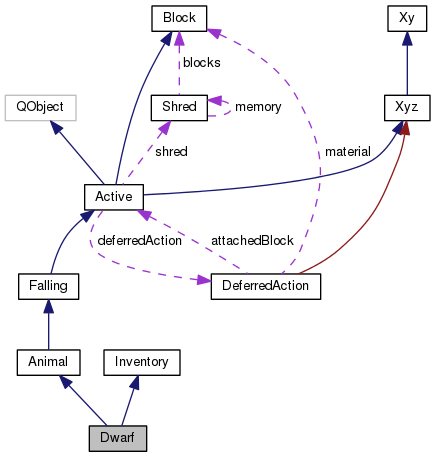 Block
Xy
blocks
QObject
Shred
memory
Xyz
shred
material
Active
deferredAction
attachedBlock
Falling
DeferredAction
Animal
Inventory
Dwarf